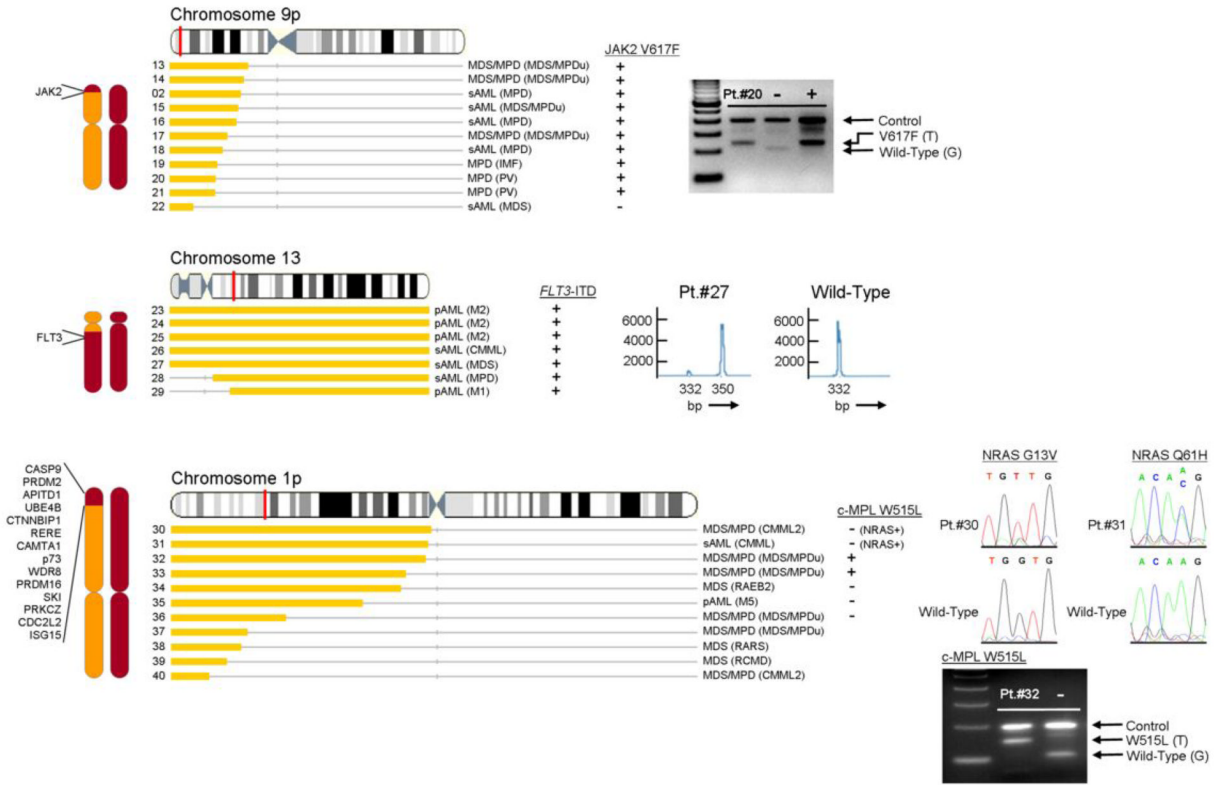 Chromosome 9p
JAK2 V617F
JAK2
13 MDS/MPD (MDS/MPDu) +
14 MDS/MPD (MDS/MPDu) +
02 sAML (MPD) +
15 sAML (MDS/MPDu) +
16 sAML (MPD) +
17 MDS/MPD (MDS/MPDu) +
18 sAML (MPD) +
19 MPD (IMF) +
20 MPD (PV) +
21 MPD (PV) +
22 sAML (MDS) -
Pt.#20 - +
Control
V617F (T)
Wild-Type (G)
Chromosome 13
FLT3-ITD
FLT3
23 pAML (M2) +
24 pAML (M2) +
25 pAML (M2) +
26 sAML (CMML) +
27 sAML (MDS) +
28 sAML (MPD) +
29 pAML (M1) +
Pt.#27
6000
4000
2000
332 350
bp
Wild-Type
6000
4000
2000
332
bp
Chromosome 1p
c-MPL W515L
CASP9
PRDM2
APITD1
UBE4B
CTNNBIP1
RERE
CAMTA1
p73
WDR8
PRDM16
SKI
PRKCZ
CDC2L2
ISG15
30 MDS/MPD (CMML2) - (NRAS+)
31 sAML (CMML) - (NRAS+)
32 MDS/MPD (MDS/MPDu) +
33 MDS/MPD (MDS/MPDu) +
34 MDS (RAEB2) -
35 pAML (M5) -
36 MDS/MPD (MDS/MPDu) -
37 MDS/MPD (MDS/MPDu)
38 MDS (RARS)
39 MDS (RCMD)
40 MDS/MPD (CMML2)
NRAS G13V
T G T T G
Pt.#30
T G G T G
Wild-Type
NRAS Q61H
A C A A G
C
Pt.#31
A C A A G
Wild-Type
c-MPL W515L
Pt.#32 -
Control
W515L (T)
Wild-Type (G)